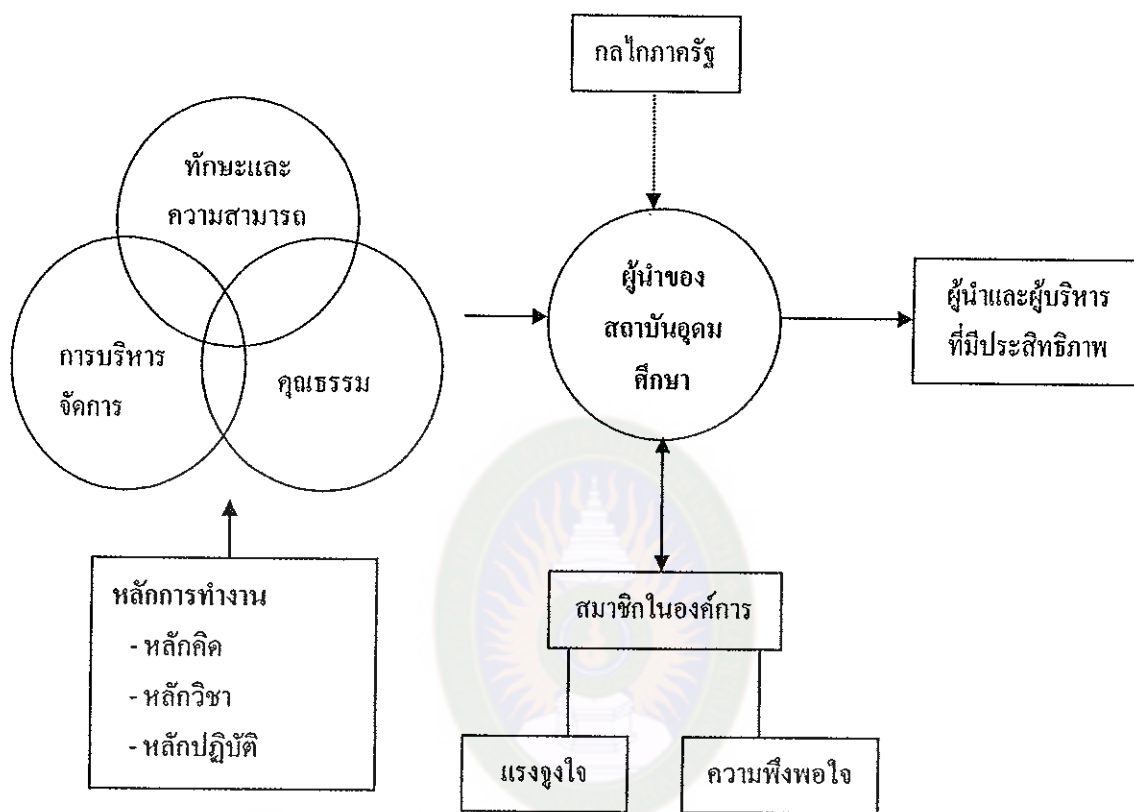 กลไกภาครัฐ
ทักษะและ
ความสามารถ
การบริหาร
จัดการ
คุณธรรม
ผู้นำของ
สถาบันอุดม
ศึกษา
ผู้นำและผู้บริหาร
ที่มีประสิทธิภาพ
หลักการทำงาน
- หลักคิด
- หลักวิชา
- หลักปฏิบัติ
สมาชิกในองค์การ
แรงจูงใจ
ความพึงพอใจ